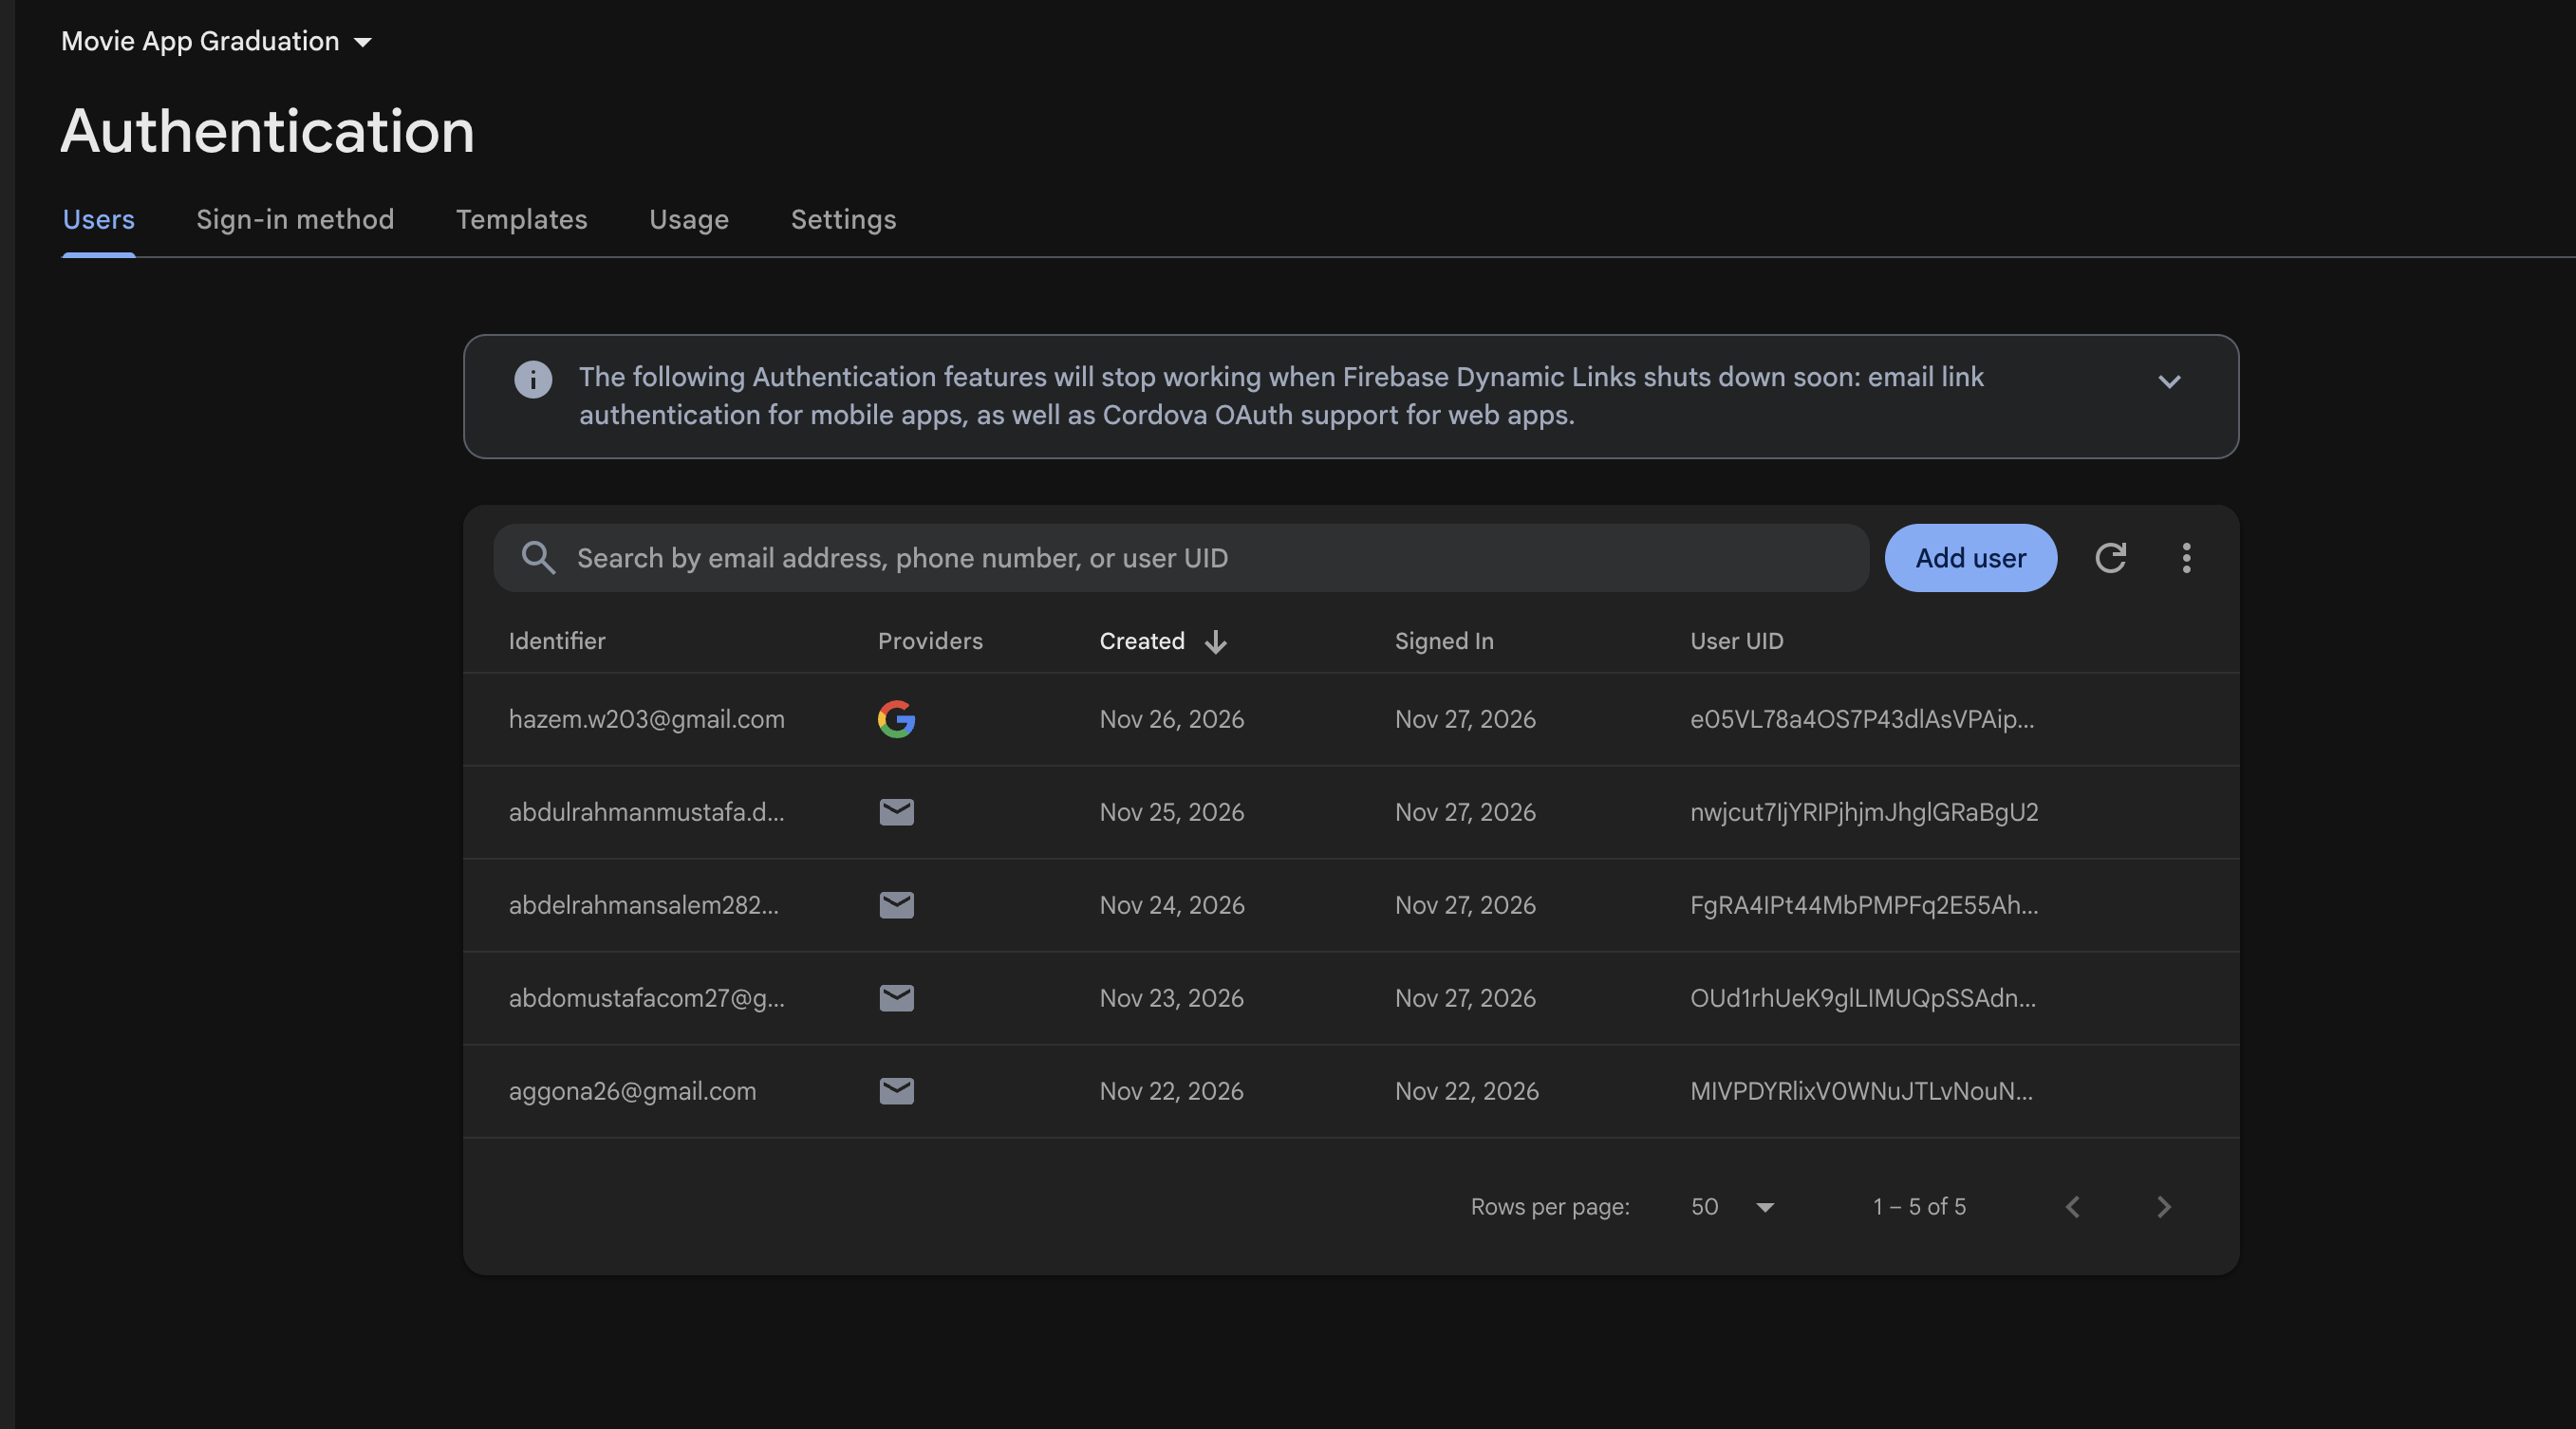 Movie App Graduation
Authentication
Users Sign-in method Templates Usage Settings
The following Authentication features will stop working when Firebase Dynamic Links shuts down soon: email link
authentication for mobile apps, as well as Cordova OAuth support for web apps.
Search by email address, phone number, or user UID Add user
Identifier Providers Created Signed In User UID
hazem.w203@gmail.com Nov 26, 2026 Nov 27, 2026 e05VL78a4OS7P43dlAsVPAip...
abdulrahmanmustafa.d... Nov 25, 2026 Nov 27, 2026 nwjcut7ljYRIPjhjmJhglGRaBgU2
abdelrahmansalem282... Nov 24, 2026 Nov 27, 2026 FgRA4IPt44MbPMPFq2E55Ah...
abdomustafacom27@g... Nov 23, 2026 Nov 27, 2026 OUd1rhUeK9glLIMUQpSSAdn...
aggona26@gmail.com Nov 22, 2026 Nov 22, 2026 MIVPDYRlixV0WNuJTLvNouN...
Rows per page: 50 1 – 5 of 5